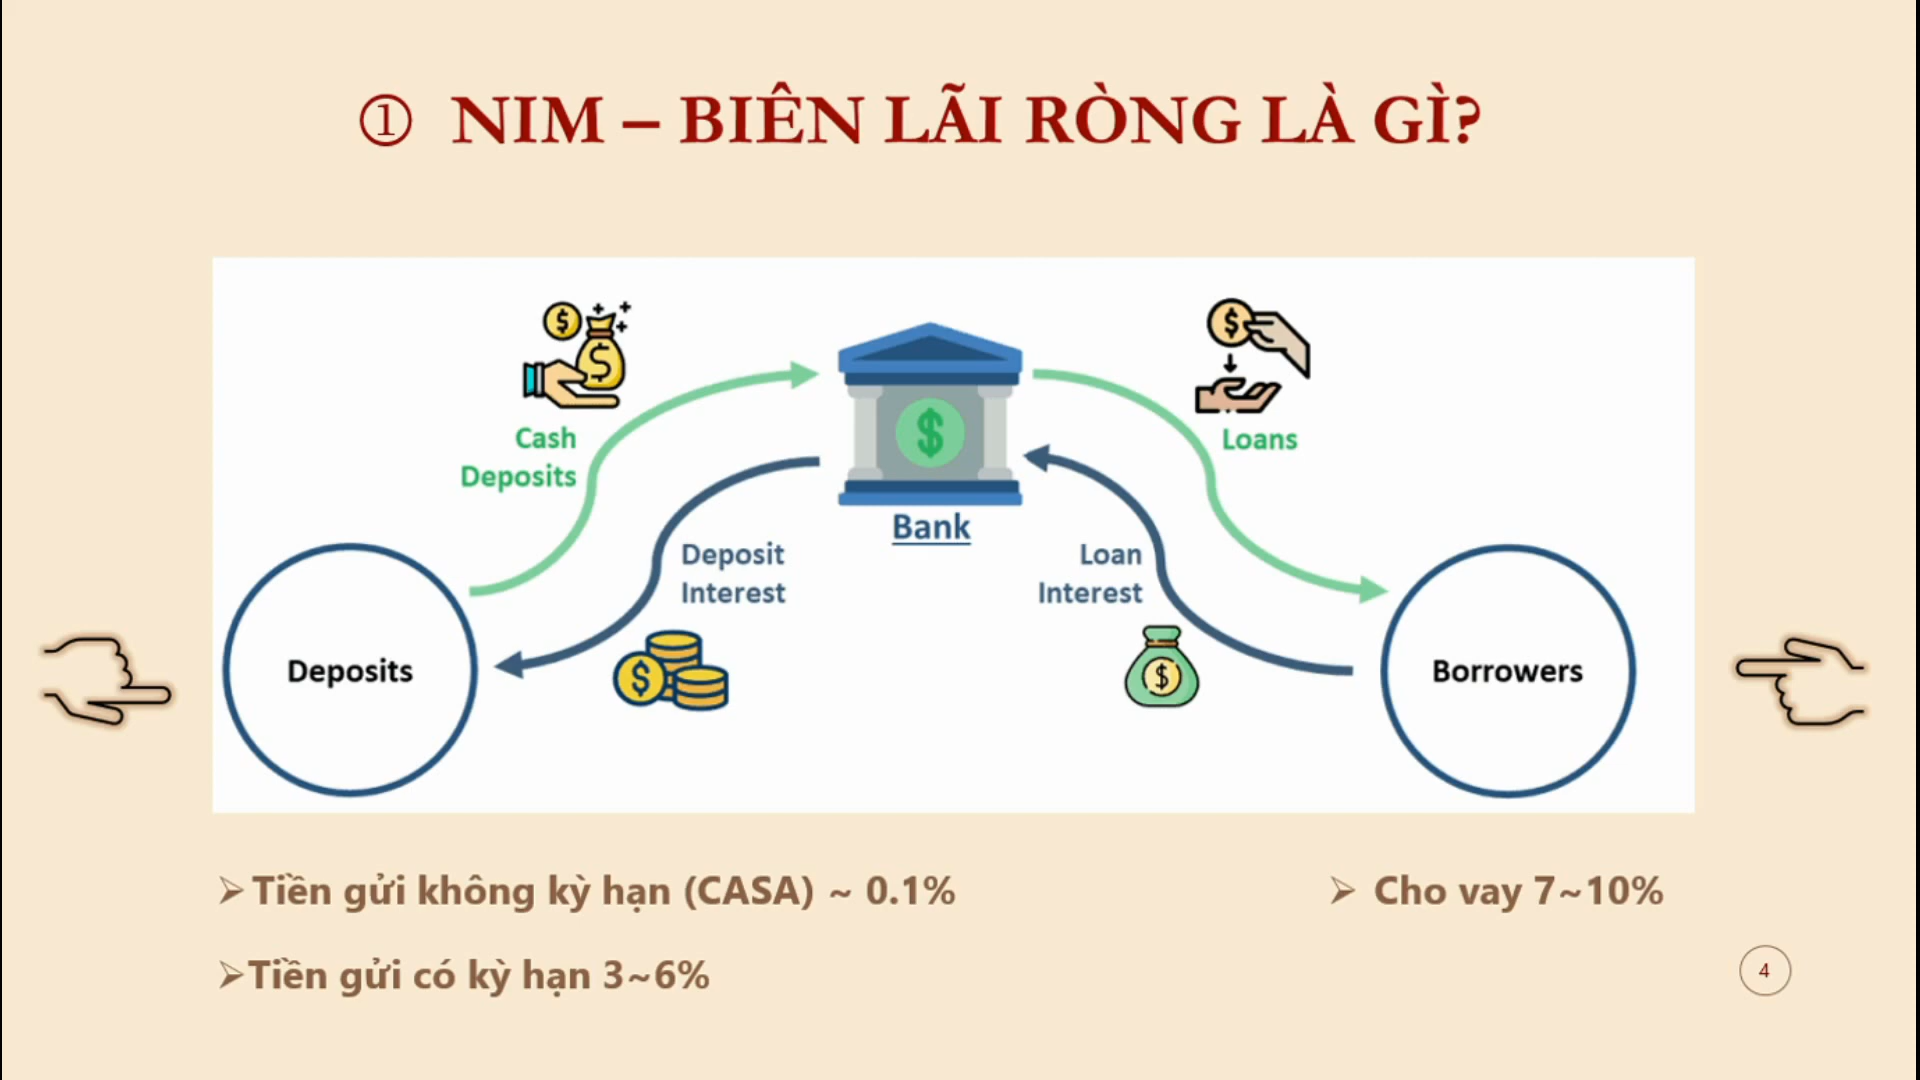 ① NIM – BIÊN LÃI RÒNG LÀ GÌ?
Cash
Deposits
Loans
Bank
Deposit
Interest
Loan
Interest
Deposits
Borrowers
➢Tiền gửi không kỳ hạn (CASA) ~ 0.1%
➢ Cho vay 7~10%
➢Tiền gửi có kỳ hạn 3~6%
4